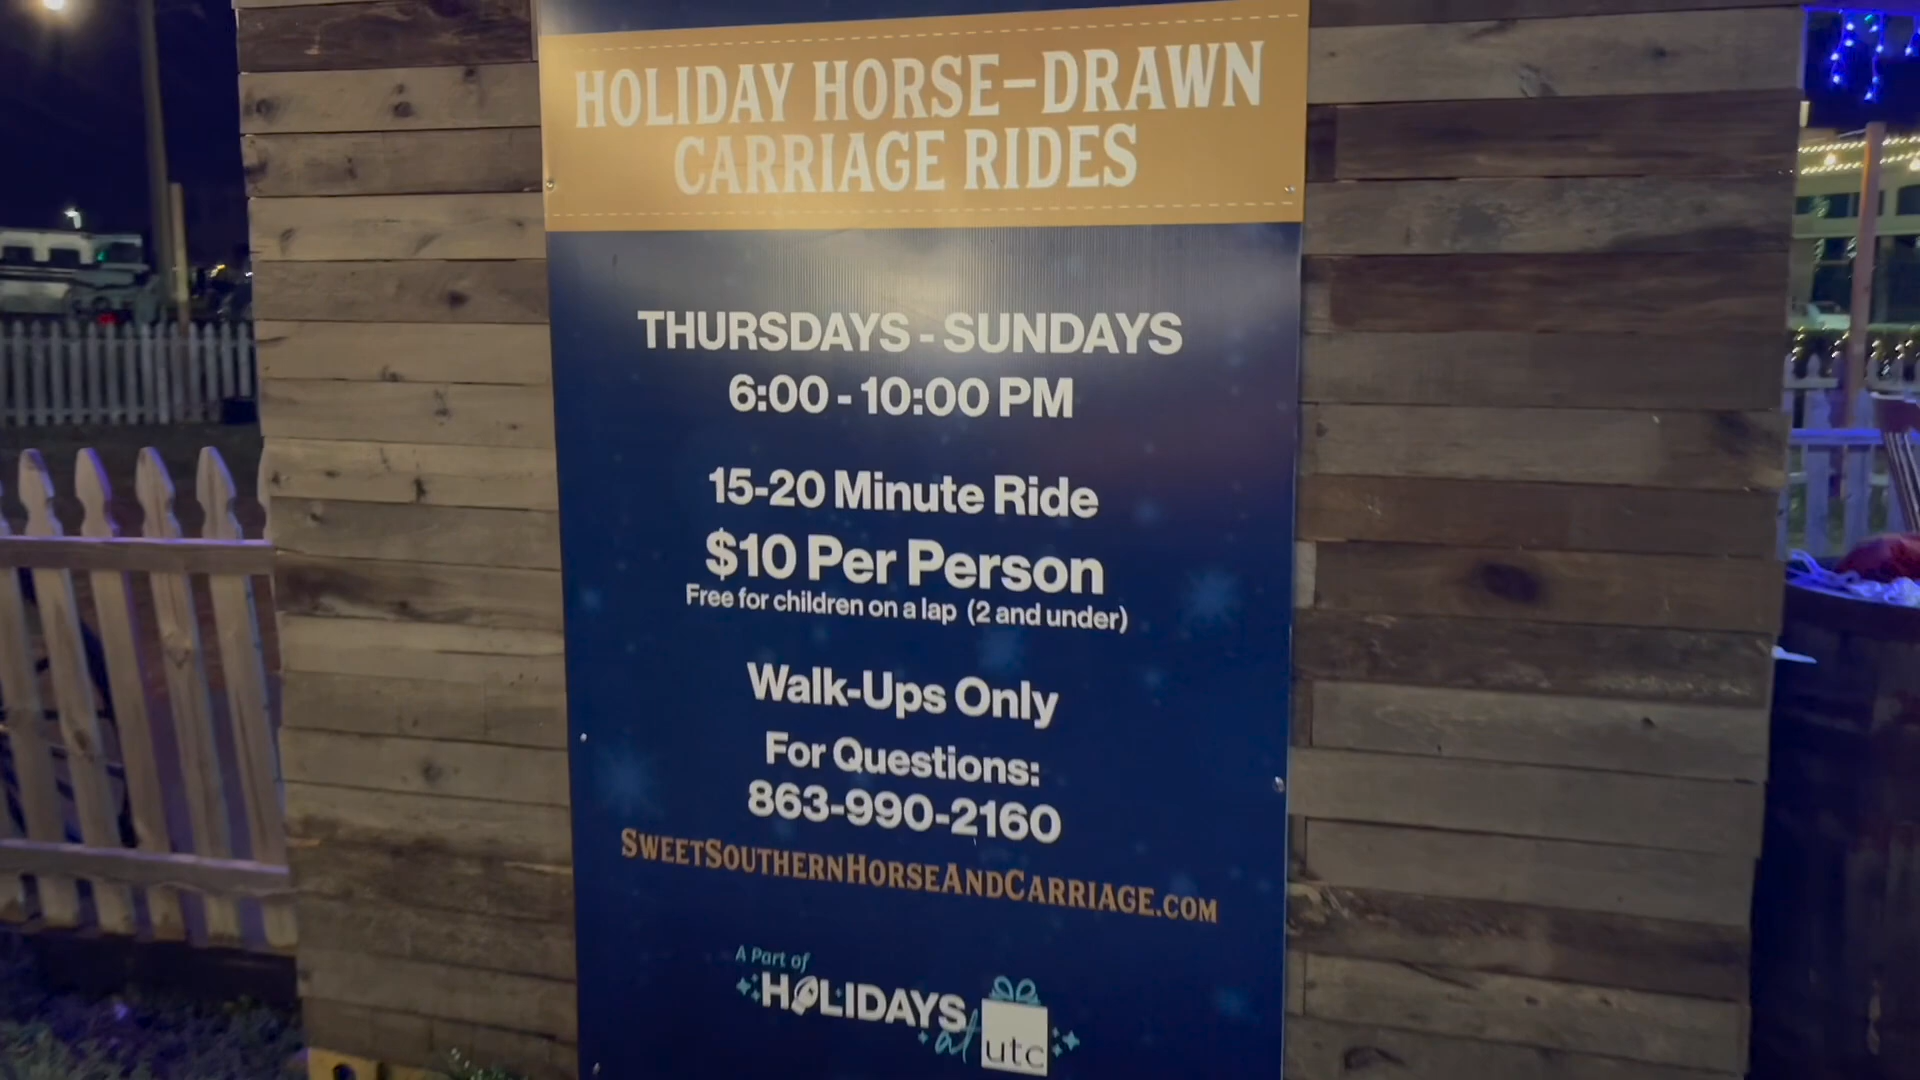 HOLIDAY HORSE-DRAWN
CARRIAGE RIDES
THURSDAYS - SUNDAYS
6:00 - 10:00 PM
15-20 Minute Ride
$10 Per Person
Free for children on a lap (2 and under)
Walk-Ups Only
For Questions:
863-990-2160
SWEETSOUTHERNHORSEANDCARRIAGE.COM
A Part of
HOLIDAYS
at utc